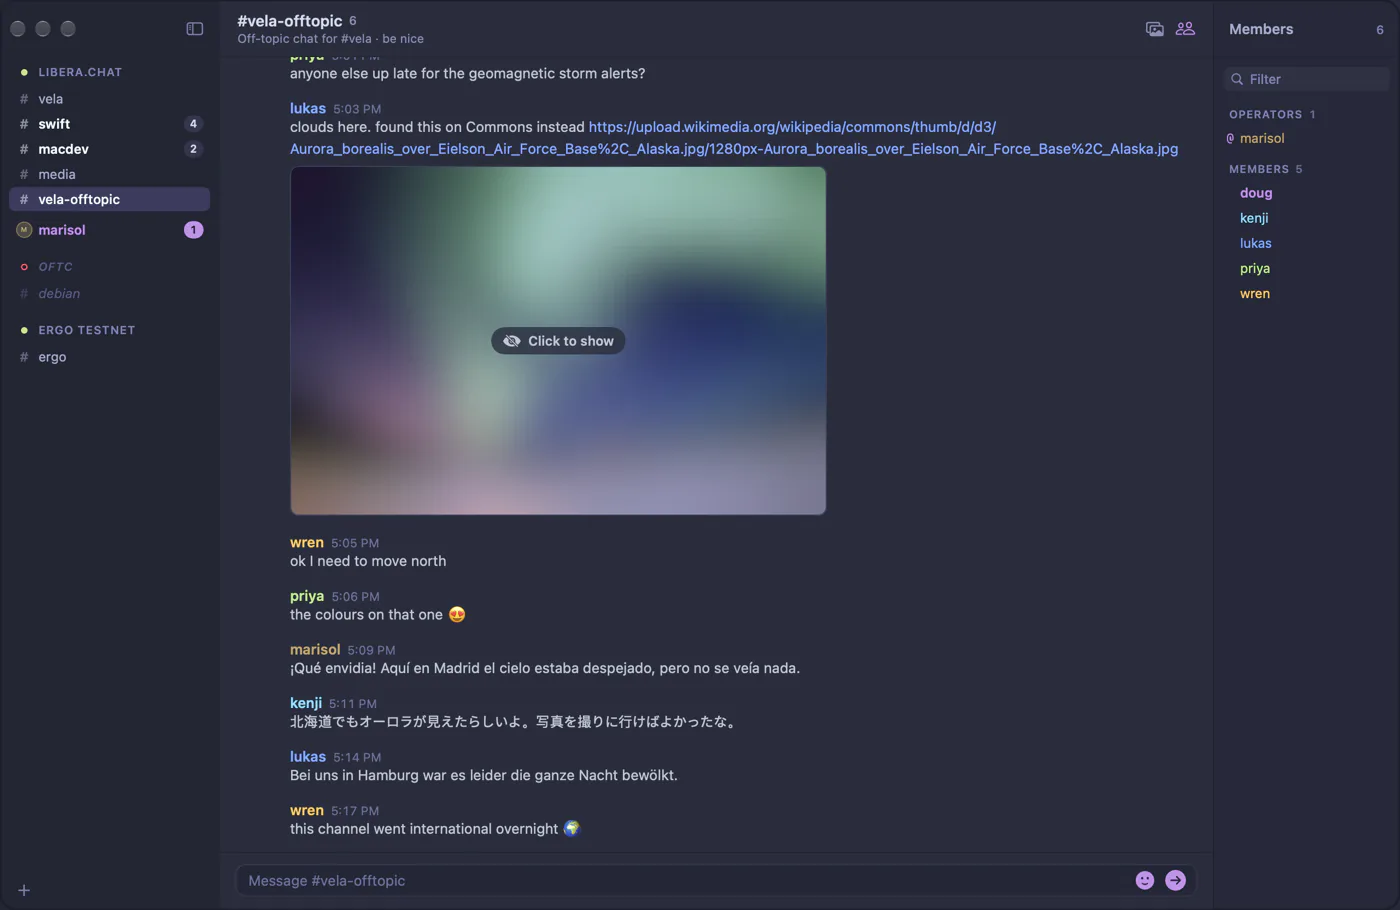 LIBERA.CHAT
# vela
# swift 4
# macdev 2
# media
# vela-offtopic
M marisol 1
OFTC
# debian
ERGO TESTNET
# ergo
#vela-offtopic 6
Off-topic chat for #vela · be nice
priya
anyone else up late for the geomagnetic storm alerts?
lukas 5:03 PM
clouds here. found this on Commons instead https://upload.wikimedia.org/wikipedia/commons/thumb/d/d3/
Aurora_borealis_over_Eielson_Air_Force_Base%2C_Alaska.jpg/1280px-Aurora_borealis_over_Eielson_Air_Force_Base%2C_Alaska.jpg
Click to show
wren 5:05 PM
ok I need to move north
priya 5:06 PM
the colours on that one 😍
marisol 5:09 PM
¡Qué envidia! Aquí en Madrid el cielo estaba despejado, pero no se veía nada.
kenji 5:11 PM
北海道でもオーロラが見えたらしいよ。写真を撮りに行けばよかったな。
lukas 5:14 PM
Bei uns in Hamburg war es leider die ganze Nacht bewölkt.
wren 5:17 PM
this channel went international overnight 🌍
Message #vela-offtopic
Members 6
Filter
OPERATORS 1
@ marisol
MEMBERS 5
doug
kenji
lukas
priya
wren